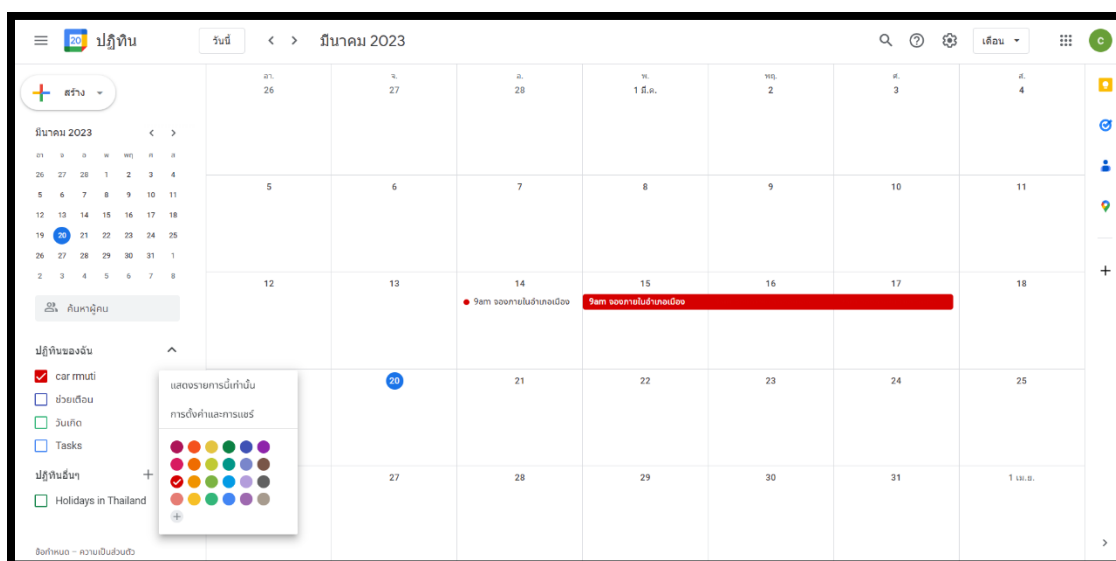 20 ปฏิทิน วันนี้ < > มีนาคม 2023 เดือน C
สร้าง
มีนาคม 2023 < >
อา จ อ พ พฤ ศ ส
26 27 28 1 2 3 4
5 6 7 8 9 10 11
12 13 14 15 16 17 18
19 20 21 22 23 24 25
26 27 28 29 30 31 1
2 3 4 5 6 7 8
ค้นหาผู้คน
ปฏิทินของฉัน
car rmuti
ช่วยเตือน
วันเกิด
Tasks
ปฏิทินอื่นๆ +
Holidays in Thailand
ข้อกำหนด – ความเป็นส่วนตัว
แสดงรายการนี้เท่านั้น
การตั้งค่าและการแชร์
+
อา. จ. อ. พ. พฤ. ศ. ส.
26 27 28 1 มี.ค. 2 3 4
5 6 7 8 9 10 11
12 13 14 15 16 17 18
9am จองภายในอำเภอเมือง 9am จองภายในอำเภอเมือง
20 21 22 23 24 25
27 28 29 30 31 1 เม.ย.